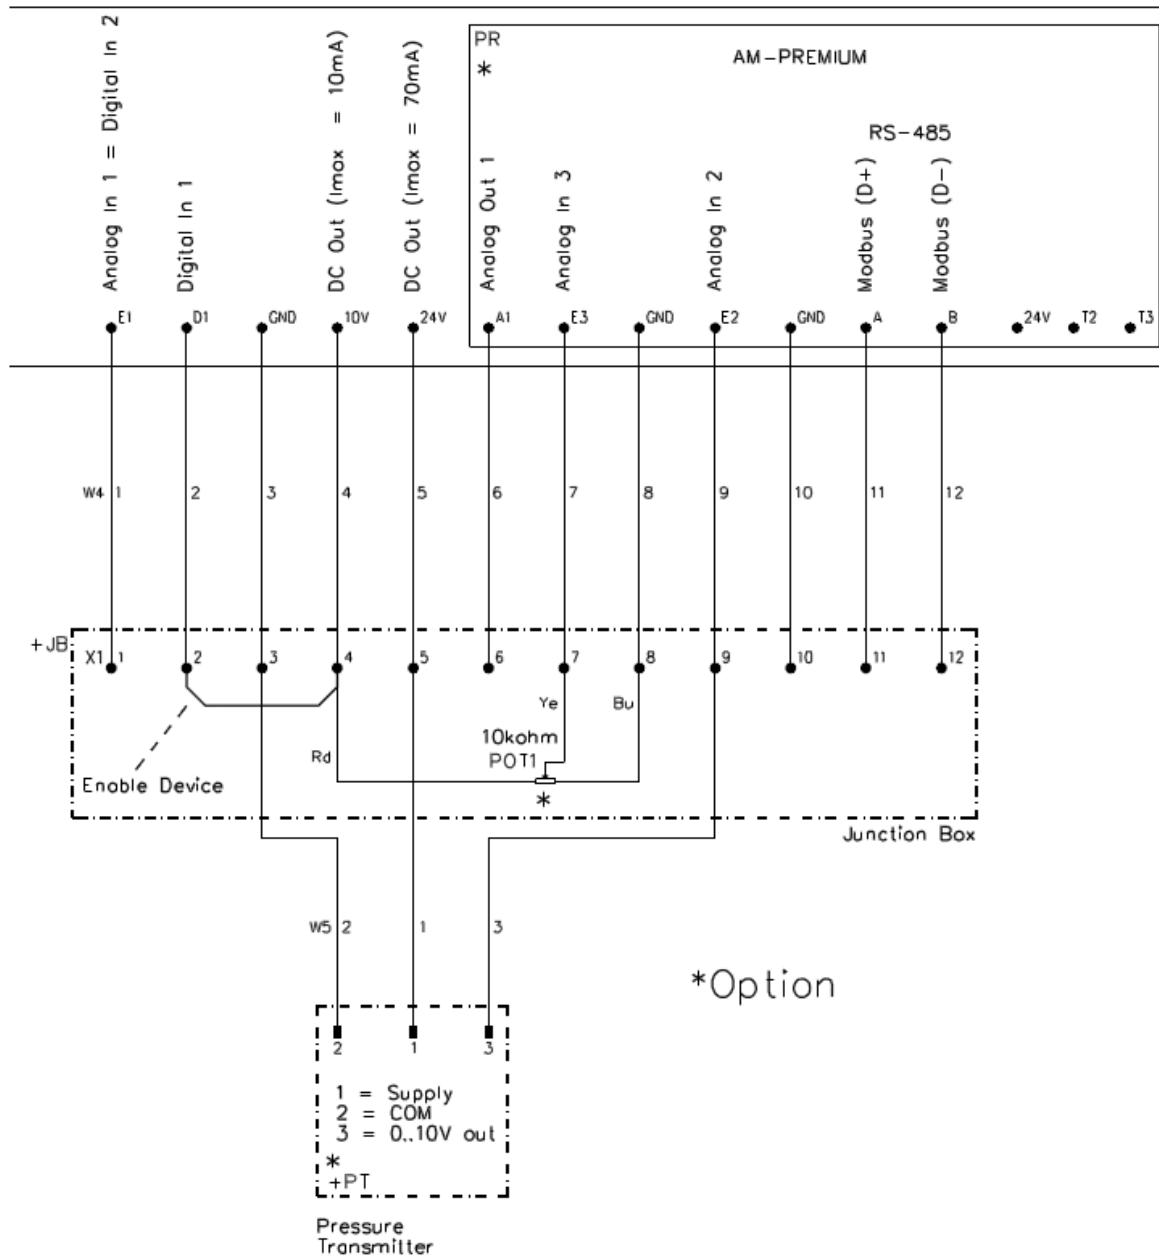 Analog In 1 = Digital In 2
Digital In 1
DC Out (Imax = 10mA)
DC Out (Imax = 70mA)
PR
*
AM-PREMIUM
RS-485
Analog Out 1
Analog In 3
Analog In 2
Modbus (D+)
Modbus (D-)
E1 D1 GND 10V 24V A1 E3 GND E2 GND A B 24V T2 T3
W4 1 2 3 4 5 6 7 8 9 10 11 12
+JB
X1 1 2 3 4 5 6 7 8 9 10 11 12
Ye Bu
10kohm
Rd POT1
*
Enable Device
Junction Box
W5 2 1 3
*Option
2 1 3
1 = Supply
2 = COM
3 = 0..10V out
*
+PT
Pressure
Transmitter